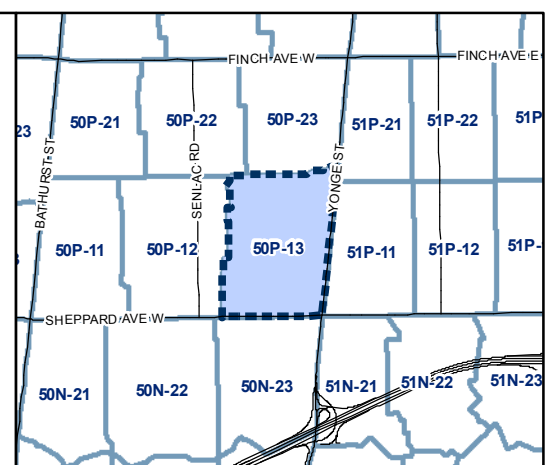 FINCH AVE W
FINCH AVE E
23
50P-21
50P-22
50P-23
51P-21
51P-22
51P
BATHURST ST
SENLAC RD
YONGE ST
50P-11
50P-12
50P-13
51P-11
51P-12
51P-
SHEPPARD AVE W
50N-21
50N-22
50N-23
51N-21
51N-22
51N-23